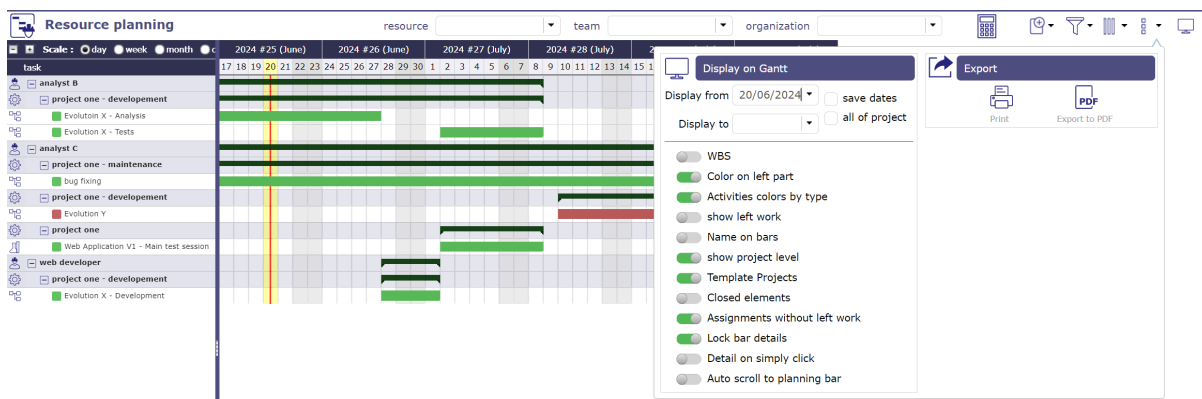 Resource planning
resource
team
organization
Scale : day week month
2024 #25 (June) 2024 #26 (June) 2024 #27 (July) 2024 #28 (July)
task
17 18 19 20 21 22 23 24 25 26 27 28 29 30 1 2 3 4 5 6 7 8 9 10 11 12 13 14 15
analyst B
project one - developement
Evolutoin X - Analysis
Evolution X - Tests
analyst C
project one - maintenance
bug fixing
project one - developement
Evolution Y
project one
Web Application V1 - Main test session
web developer
project one - developement
Evolution X - Development
Display on Gantt
Display from 20/06/2024 save dates
Display to all of project
WBS
Color on left part
Activities colors by type
show left work
Name on bars
show project level
Template Projects
Closed elements
Assignments without left work
Lock bar details
Detail on simply click
Auto scroll to planning bar
Export
PDF
Print Export to PDF